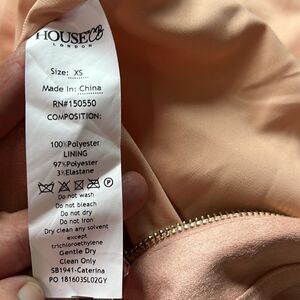 HOUSE CB
LONDON
Size: XS
Made In: China
RN#150550
COMPOSITION:
100%Polyester
LINING
97%Polyester
3%Elastane
P
Do not wash
Do not bleach
Do not dry
Do not Iron
Dry clean any solvent
except
trichloroethylene
Gentle Dry
Clean Only
SB1941-Caterina
PO 181603SL02GY